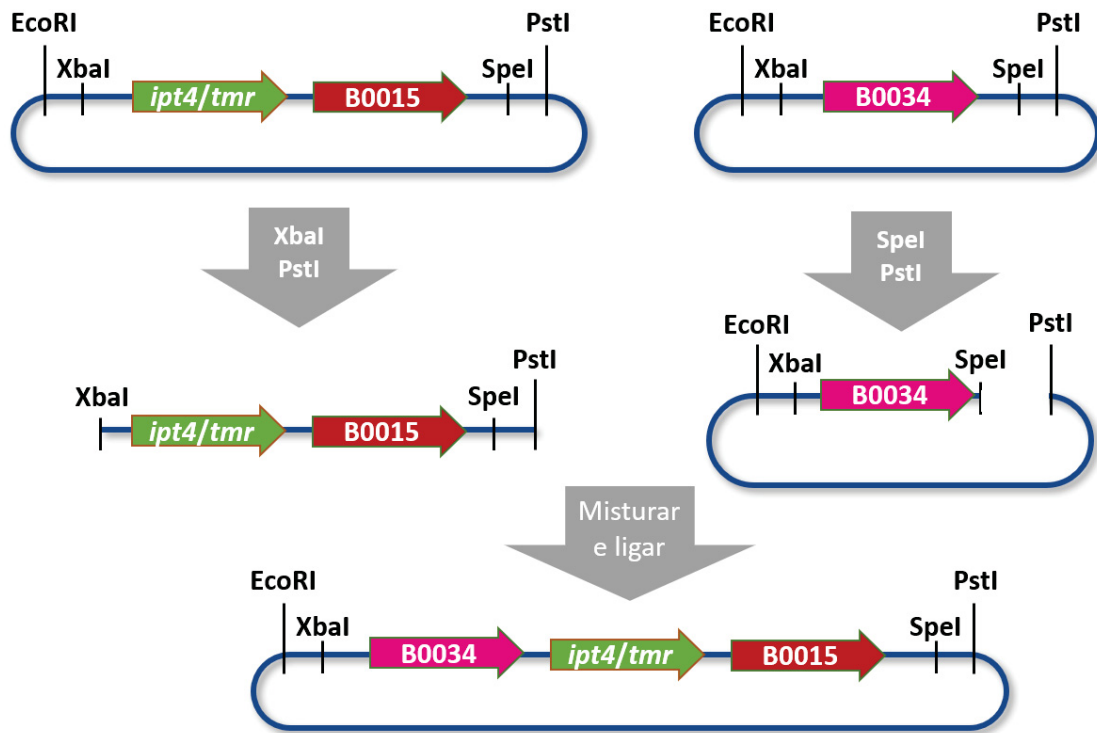 EcoRI
PstI
XbaI
SpeI
ipt4/tmr
B0015
EcoRI
PstI
XbaI
SpeI
B0034
XbaI
PstI
SpeI
PstI
XbaI
PstI
SpeI
ipt4/tmr
B0015
EcoRI
PstI
XbaI
SpeI
B0034
Misturar
e ligar
EcoRI
PstI
XbaI
SpeI
B0034
ipt4/tmr
B0015